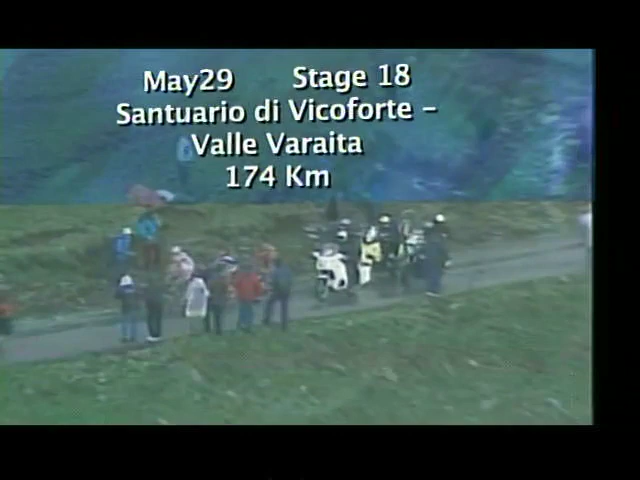 May29 Stage 18
Santuario di Vicoforte –
Valle Varaita
174 Km